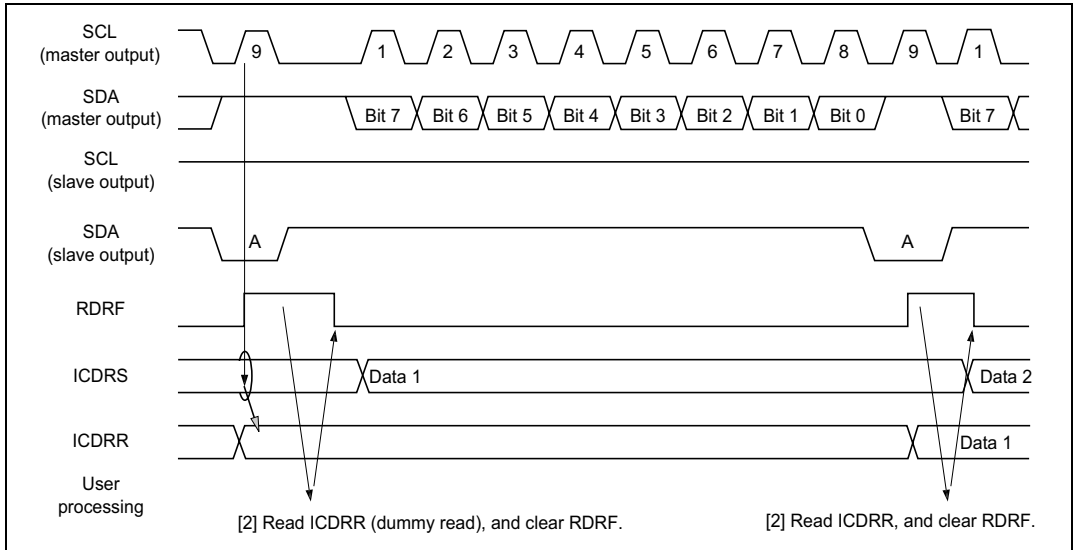 SCL
(master output)
9 1 2 3 4 5 6 7 8 9 1
SDA
(master output)
Bit 7 Bit 6 Bit 5 Bit 4 Bit 3 Bit 2 Bit 1 Bit 0 Bit 7
SCL
(slave output)
SDA
(slave output)
A A
RDRF
ICDRS
Data 1 Data 2
ICDRR
Data 1
User
processing
[2] Read ICDRR (dummy read), and clear RDRF. [2] Read ICDRR, and clear RDRF.